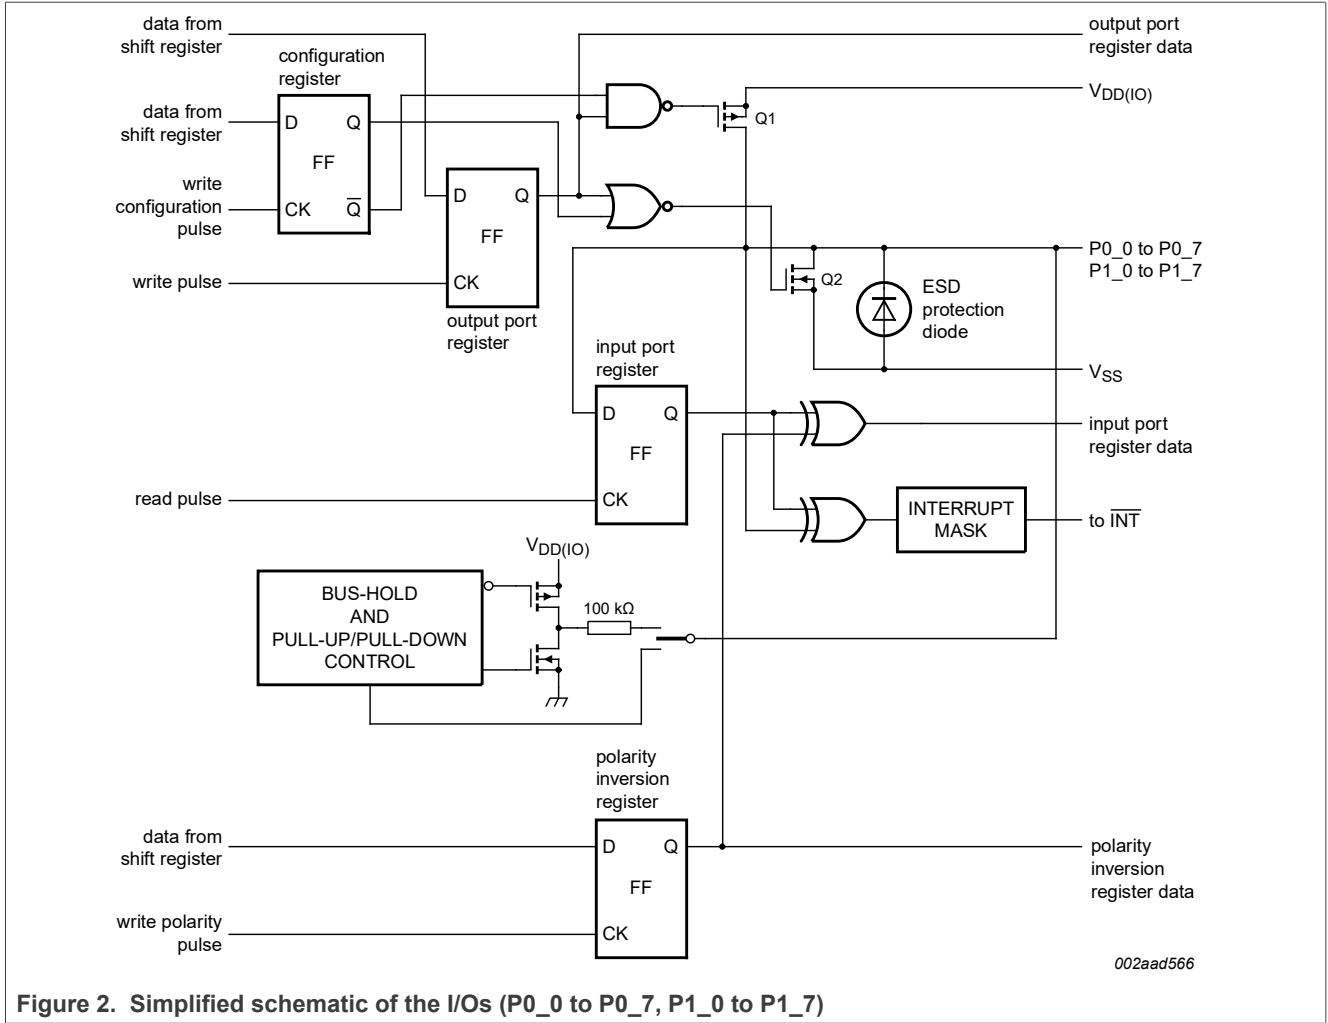 data from
shift register
configuration
register
data from
shift register
D
Q
FF
write
configuration
pulse
CK
Q̅
write pulse
D
Q
FF
CK
output port
register
output port
register data
VDD(IO)
Q1
P0_0 to P0_7
P1_0 to P1_7
Q2
ESD
protection
diode
VSS
input port
register
D
Q
FF
CK
read pulse
input port
register data
INTERRUPT
MASK
to I̅N̅T̅
VDD(IO)
BUS-HOLD
AND
PULL-UP/PULL-DOWN
CONTROL
100 kΩ
polarity
inversion
register
data from
shift register
D
Q
FF
write polarity
pulse
CK
polarity
inversion
register data
002aad566
Figure 2. Simplified schematic of the I/Os (P0_0 to P0_7, P1_0 to P1_7)